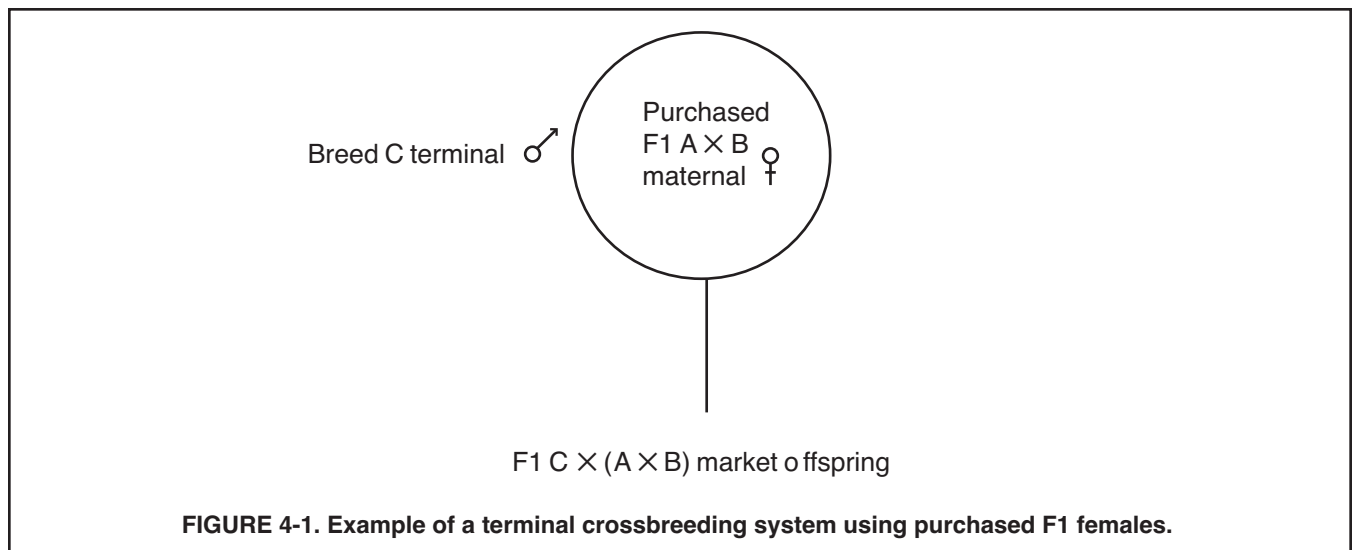 Purchased
F1 A × B
maternal ♀
Breed C terminal ♂
F1 C × (A × B) market offspring
FIGURE 4-1. Example of a terminal crossbreeding system using purchased F1 females.